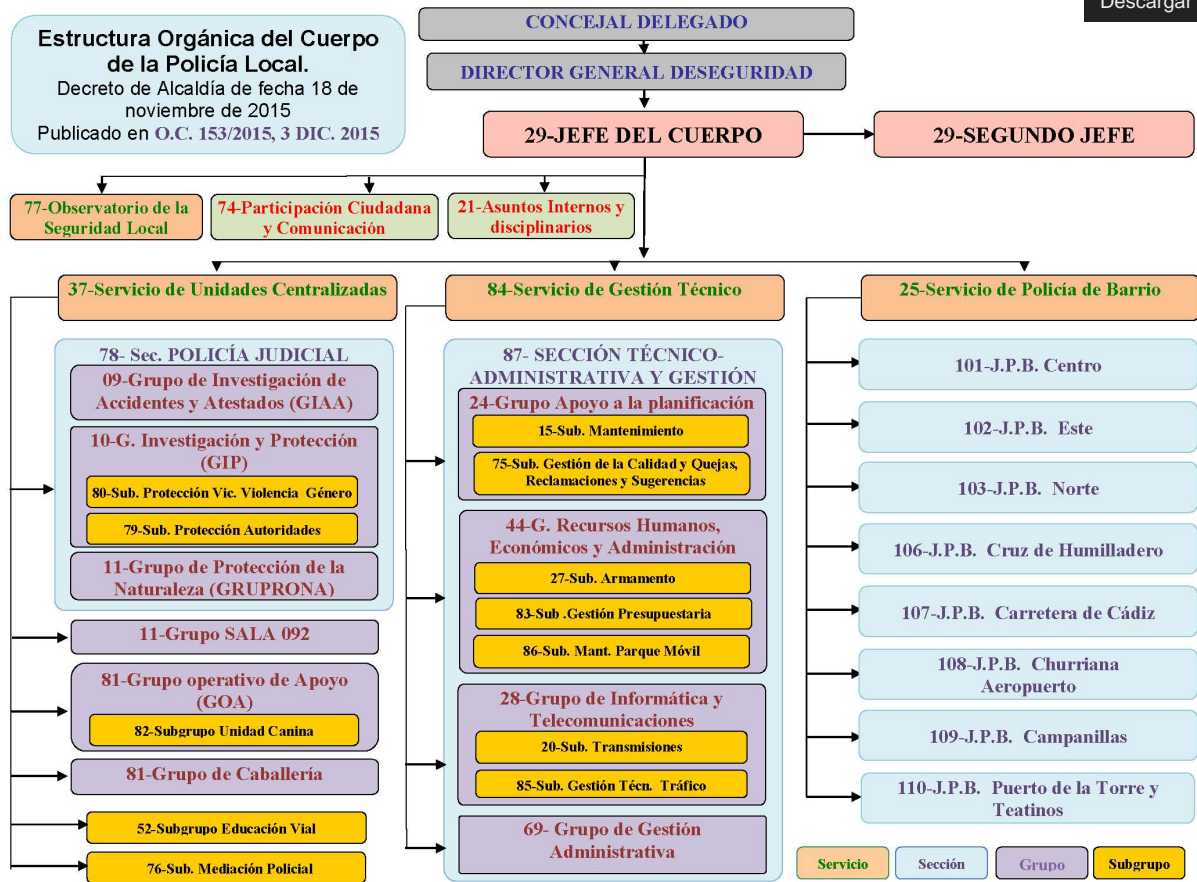 Descargar
Estructura Orgánica del Cuerpo
de la Policía Local.
Decreto de Alcaldía de fecha 18 de
noviembre de 2015
Publicado en O.C. 153/2015, 3 DIC. 2015
CONCEJAL DELEGADO
DIRECTOR GENERAL DESEGURIDAD
29-JEFE DEL CUERPO
29-SEGUNDO JEFE
77-Observatorio de la
Seguridad Local
74-Participación Ciudadana
y Comunicación
21-Asuntos Internos y
disciplinarios
37-Servicio de Unidades Centralizadas
78- Sec. POLICÍA JUDICIAL
09-Grupo de Investigación de
Accidentes y Atestados (GIAA)
10-G. Investigación y Protección
(GIP)
80-Sub. Protección Vic. Violencia Género
79-Sub. Protección Autoridades
11-Grupo de Protección de la
Naturaleza (GRUPRONA)
11-Grupo SALA 092
81-Grupo operativo de Apoyo
(GOA)
82-Subgrupo Unidad Canina
81-Grupo de Caballería
52-Subgrupo Educación Vial
76-Sub. Mediación Policial
84-Servicio de Gestión Técnico
87- SECCIÓN TÉCNICO-
ADMINISTRATIVA Y GESTIÓN
24-Grupo Apoyo a la planificación
15-Sub. Mantenimiento
75-Sub. Gestión de la Calidad y Quejas,
Reclamaciones y Sugerencias
44-G. Recursos Humanos,
Económicos y Administración
27-Sub. Armamento
83-Sub .Gestión Presupuestaria
86-Sub. Mant. Parque Móvil
28-Grupo de Informática y
Telecomunicaciones
20-Sub. Transmisiones
85-Sub. Gestión Técn. Tráfico
69- Grupo de Gestión
Administrativa
25-Servicio de Policía de Barrio
101-J.P.B. Centro
102-J.P.B. Este
103-J.P.B. Norte
106-J.P.B. Cruz de Humilladero
107-J.P.B. Carretera de Cádiz
108-J.P.B. Churriana
Aeropuerto
109-J.P.B. Campanillas
110-J.P.B. Puerto de la Torre y
Teatinos
Servicio
Sección
Grupo
Subgrupo